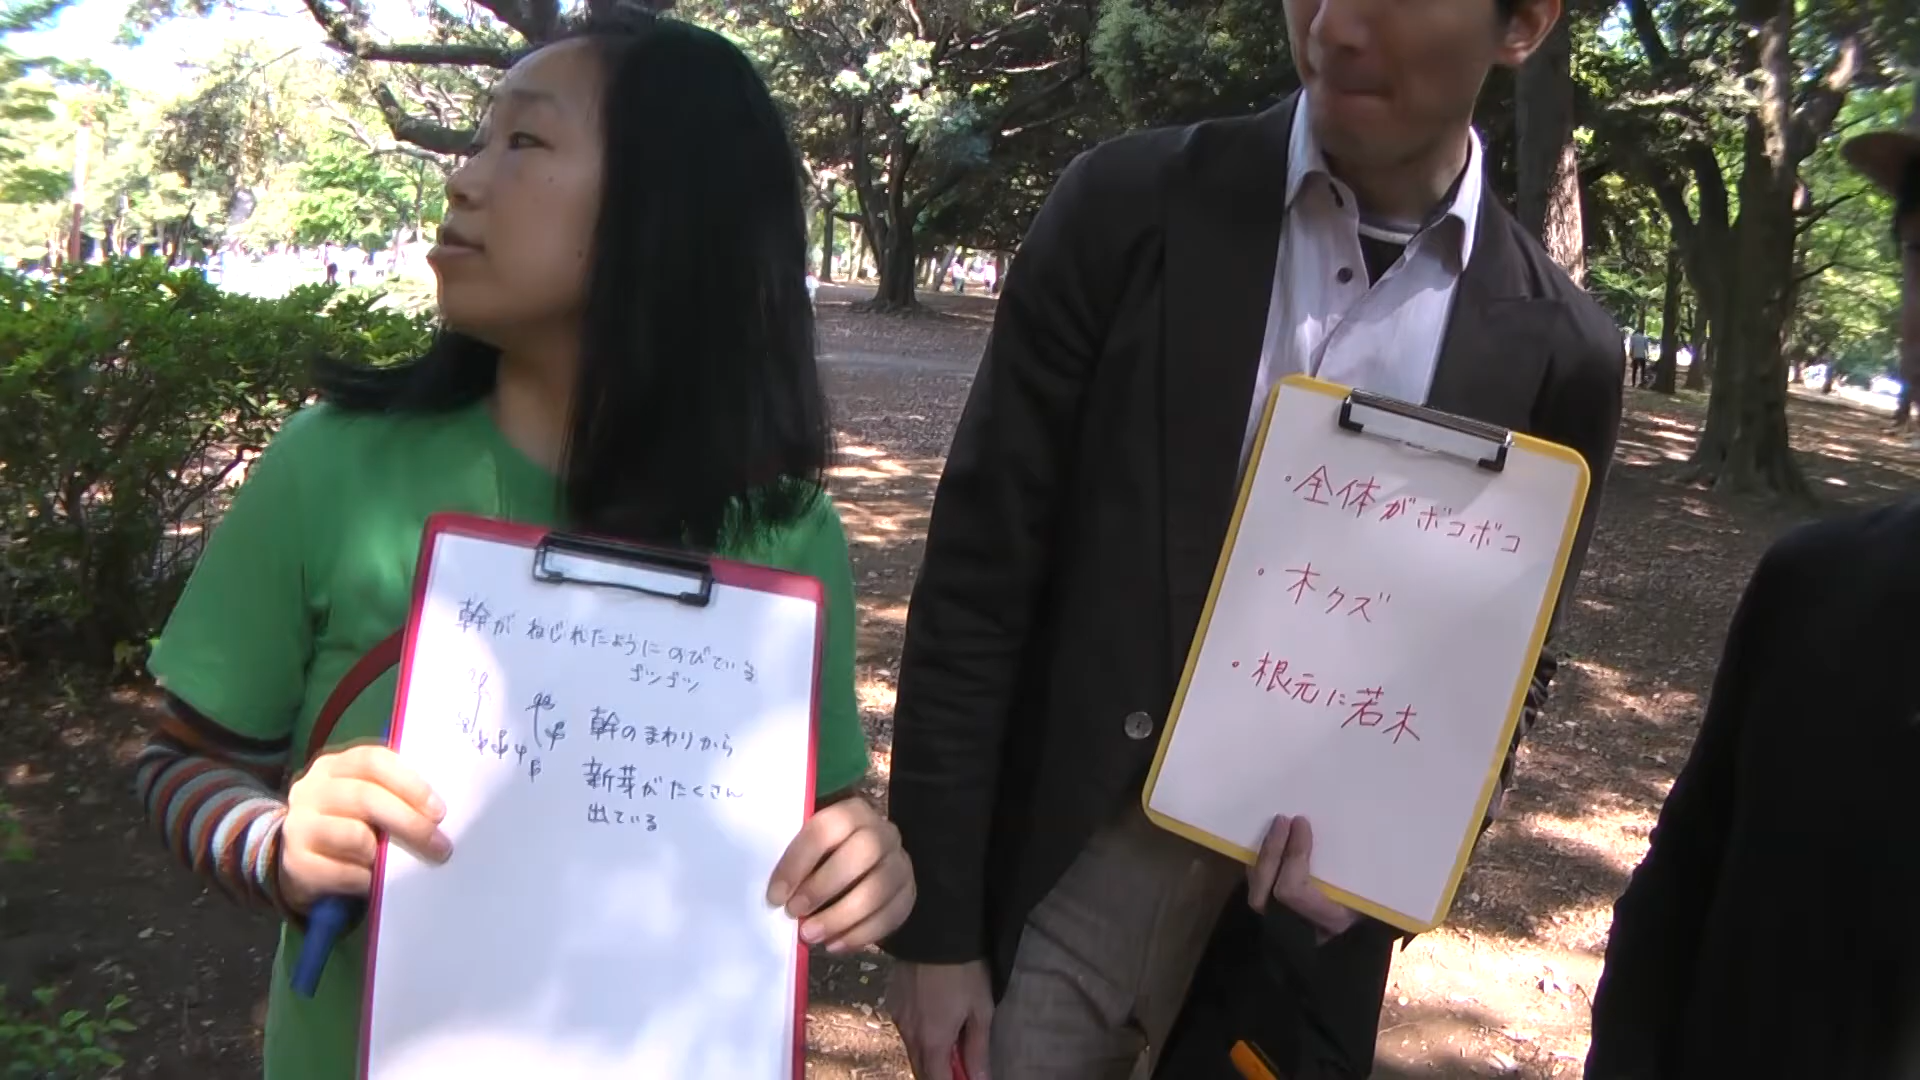 幹が ねじれたように のびている
ゴツゴツ
幹のまわりから
新芽がたくさん
出ている
・全体がボコボコ
・木クズ
・根元に若木